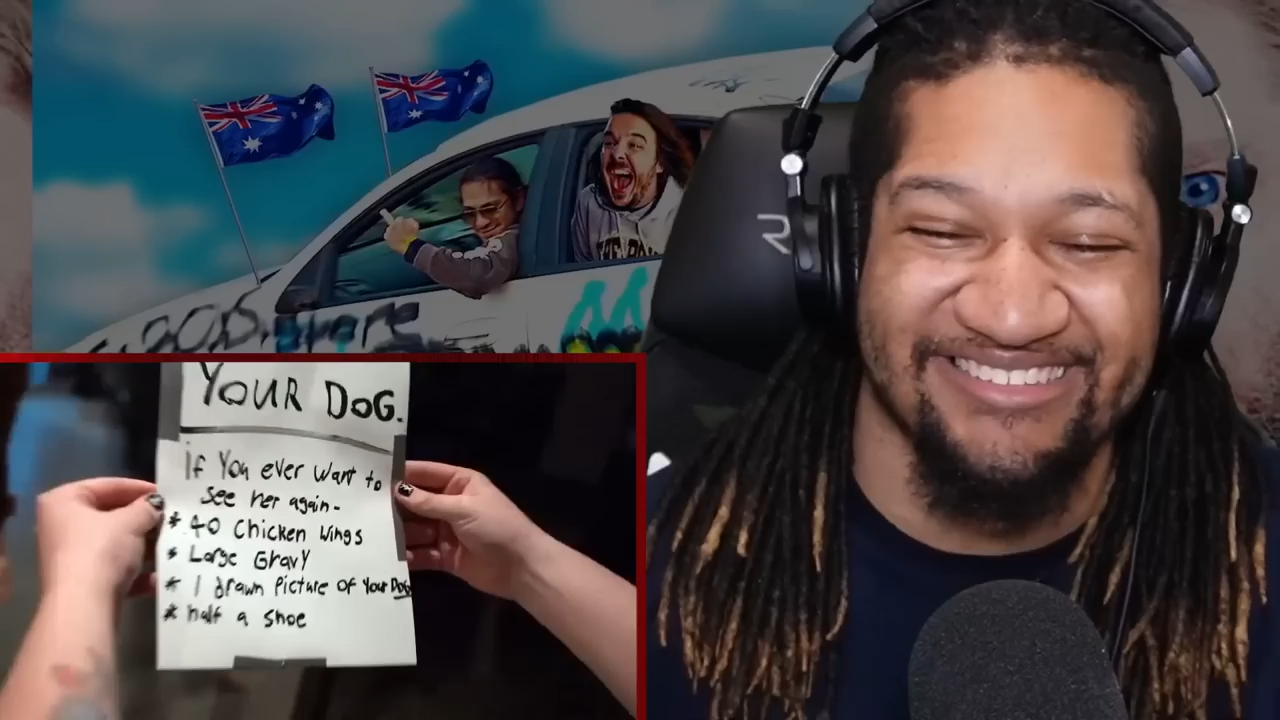 YOUR DOG.
If You ever want to
see her again-
* 40 Chicken Wings
* Large Gravy
* 1 drawn Picture of Your Dog
* half a shoe